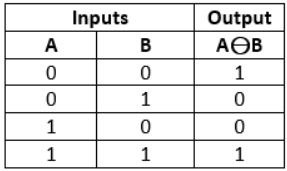 Inputs Output
A B A⊖B
0 0 1
0 1 0
1 0 0
1 1 1